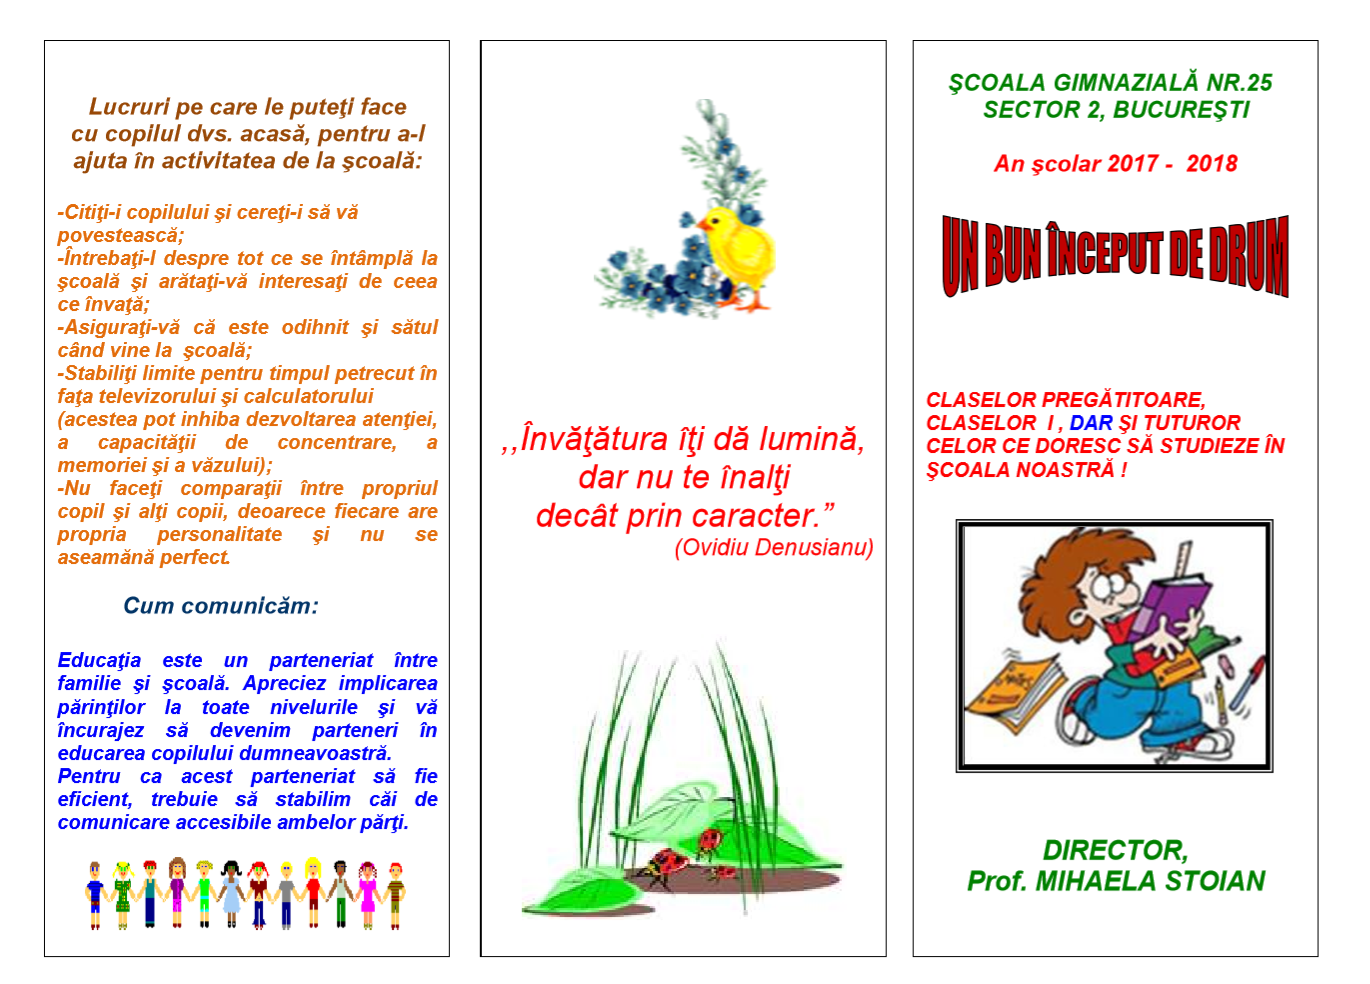 Lucruri pe care le puteţi face
cu copilul dvs. acasă, pentru a-l
ajuta în activitatea de la şcoală:
-Citiţi-i copilului şi cereţi-i să vă
povestească;
-Întrebaţi-l despre tot ce se întâmplă la
şcoală şi arătaţi-vă interesaţi de ceea
ce învaţă;
-Asiguraţi-vă că este odihnit şi sătul
când vine la şcoală;
-Stabiliţi limite pentru timpul petrecut în
faţa televizorului şi calculatorului
(acestea pot inhiba dezvoltarea atenţiei,
a capacităţii de concentrare, a
memoriei şi a văzului);
-Nu faceţi comparaţii între propriul
copil şi alţi copii, deoarece fiecare are
propria personalitate şi nu se
aseamănă perfect.
Cum comunicăm:
Educaţia este un parteneriat între
familie şi şcoală. Apreciez implicarea
părinţilor la toate nivelurile şi vă
încurajez să devenim parteneri în
educarea copilului dumneavoastră.
Pentru ca acest parteneriat să fie
eficient, trebuie să stabilim căi de
comunicare accesibile ambelor părţi.
,,Învăţătura îţi dă lumină,
dar nu te înalţi
decât prin caracter.”
(Ovidiu Denusianu)
ŞCOALA GIMNAZIALĂ NR.25
SECTOR 2, BUCUREŞTI
An şcolar 2017 - 2018
UN BUN ÎNCEPUT DE DRUM
CLASELOR PREGĂTITOARE,
CLASELOR I , DAR ŞI TUTUROR
CELOR CE DORESC SĂ STUDIEZE ÎN
ŞCOALA NOASTRĂ !
DIRECTOR,
Prof. MIHAELA STOIAN